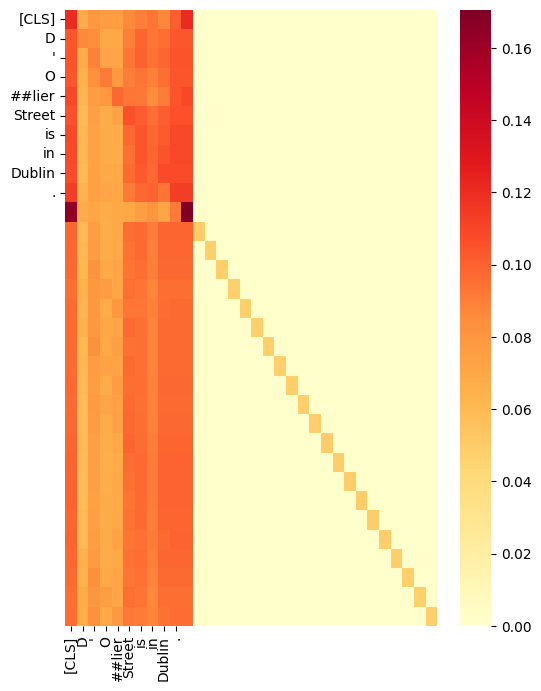 [CLS]
D
'
O
##lier
Street
is
in
Dublin
.
0.16
0.14
0.12
0.10
0.08
0.06
0.04
0.02
0.00
[CLS]
D
'
O
##lier
Street
is
in
Dublin
.